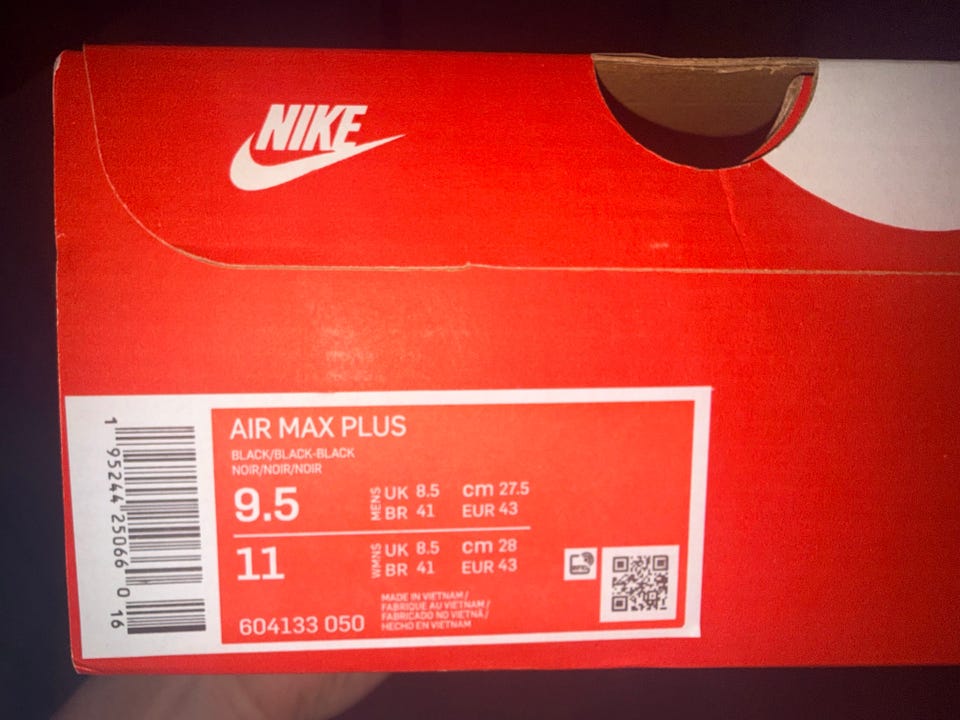 NIKE
AIR MAX PLUS
BLACK/BLACK-BLACK
NOIR/NOIR/NOIR
9.5 MENS UK 8.5 cm 27.5
BR 41 EUR 43
11 WMNS UK 8.5 cm 28
BR 41 EUR 43
604133 050
MADE IN VIETNAM /
FABRIQUE AU VIETNAM /
FABRICADO NO VIETNÃ /
HECHO EN VIETNAM
1 95244 25066 0 16